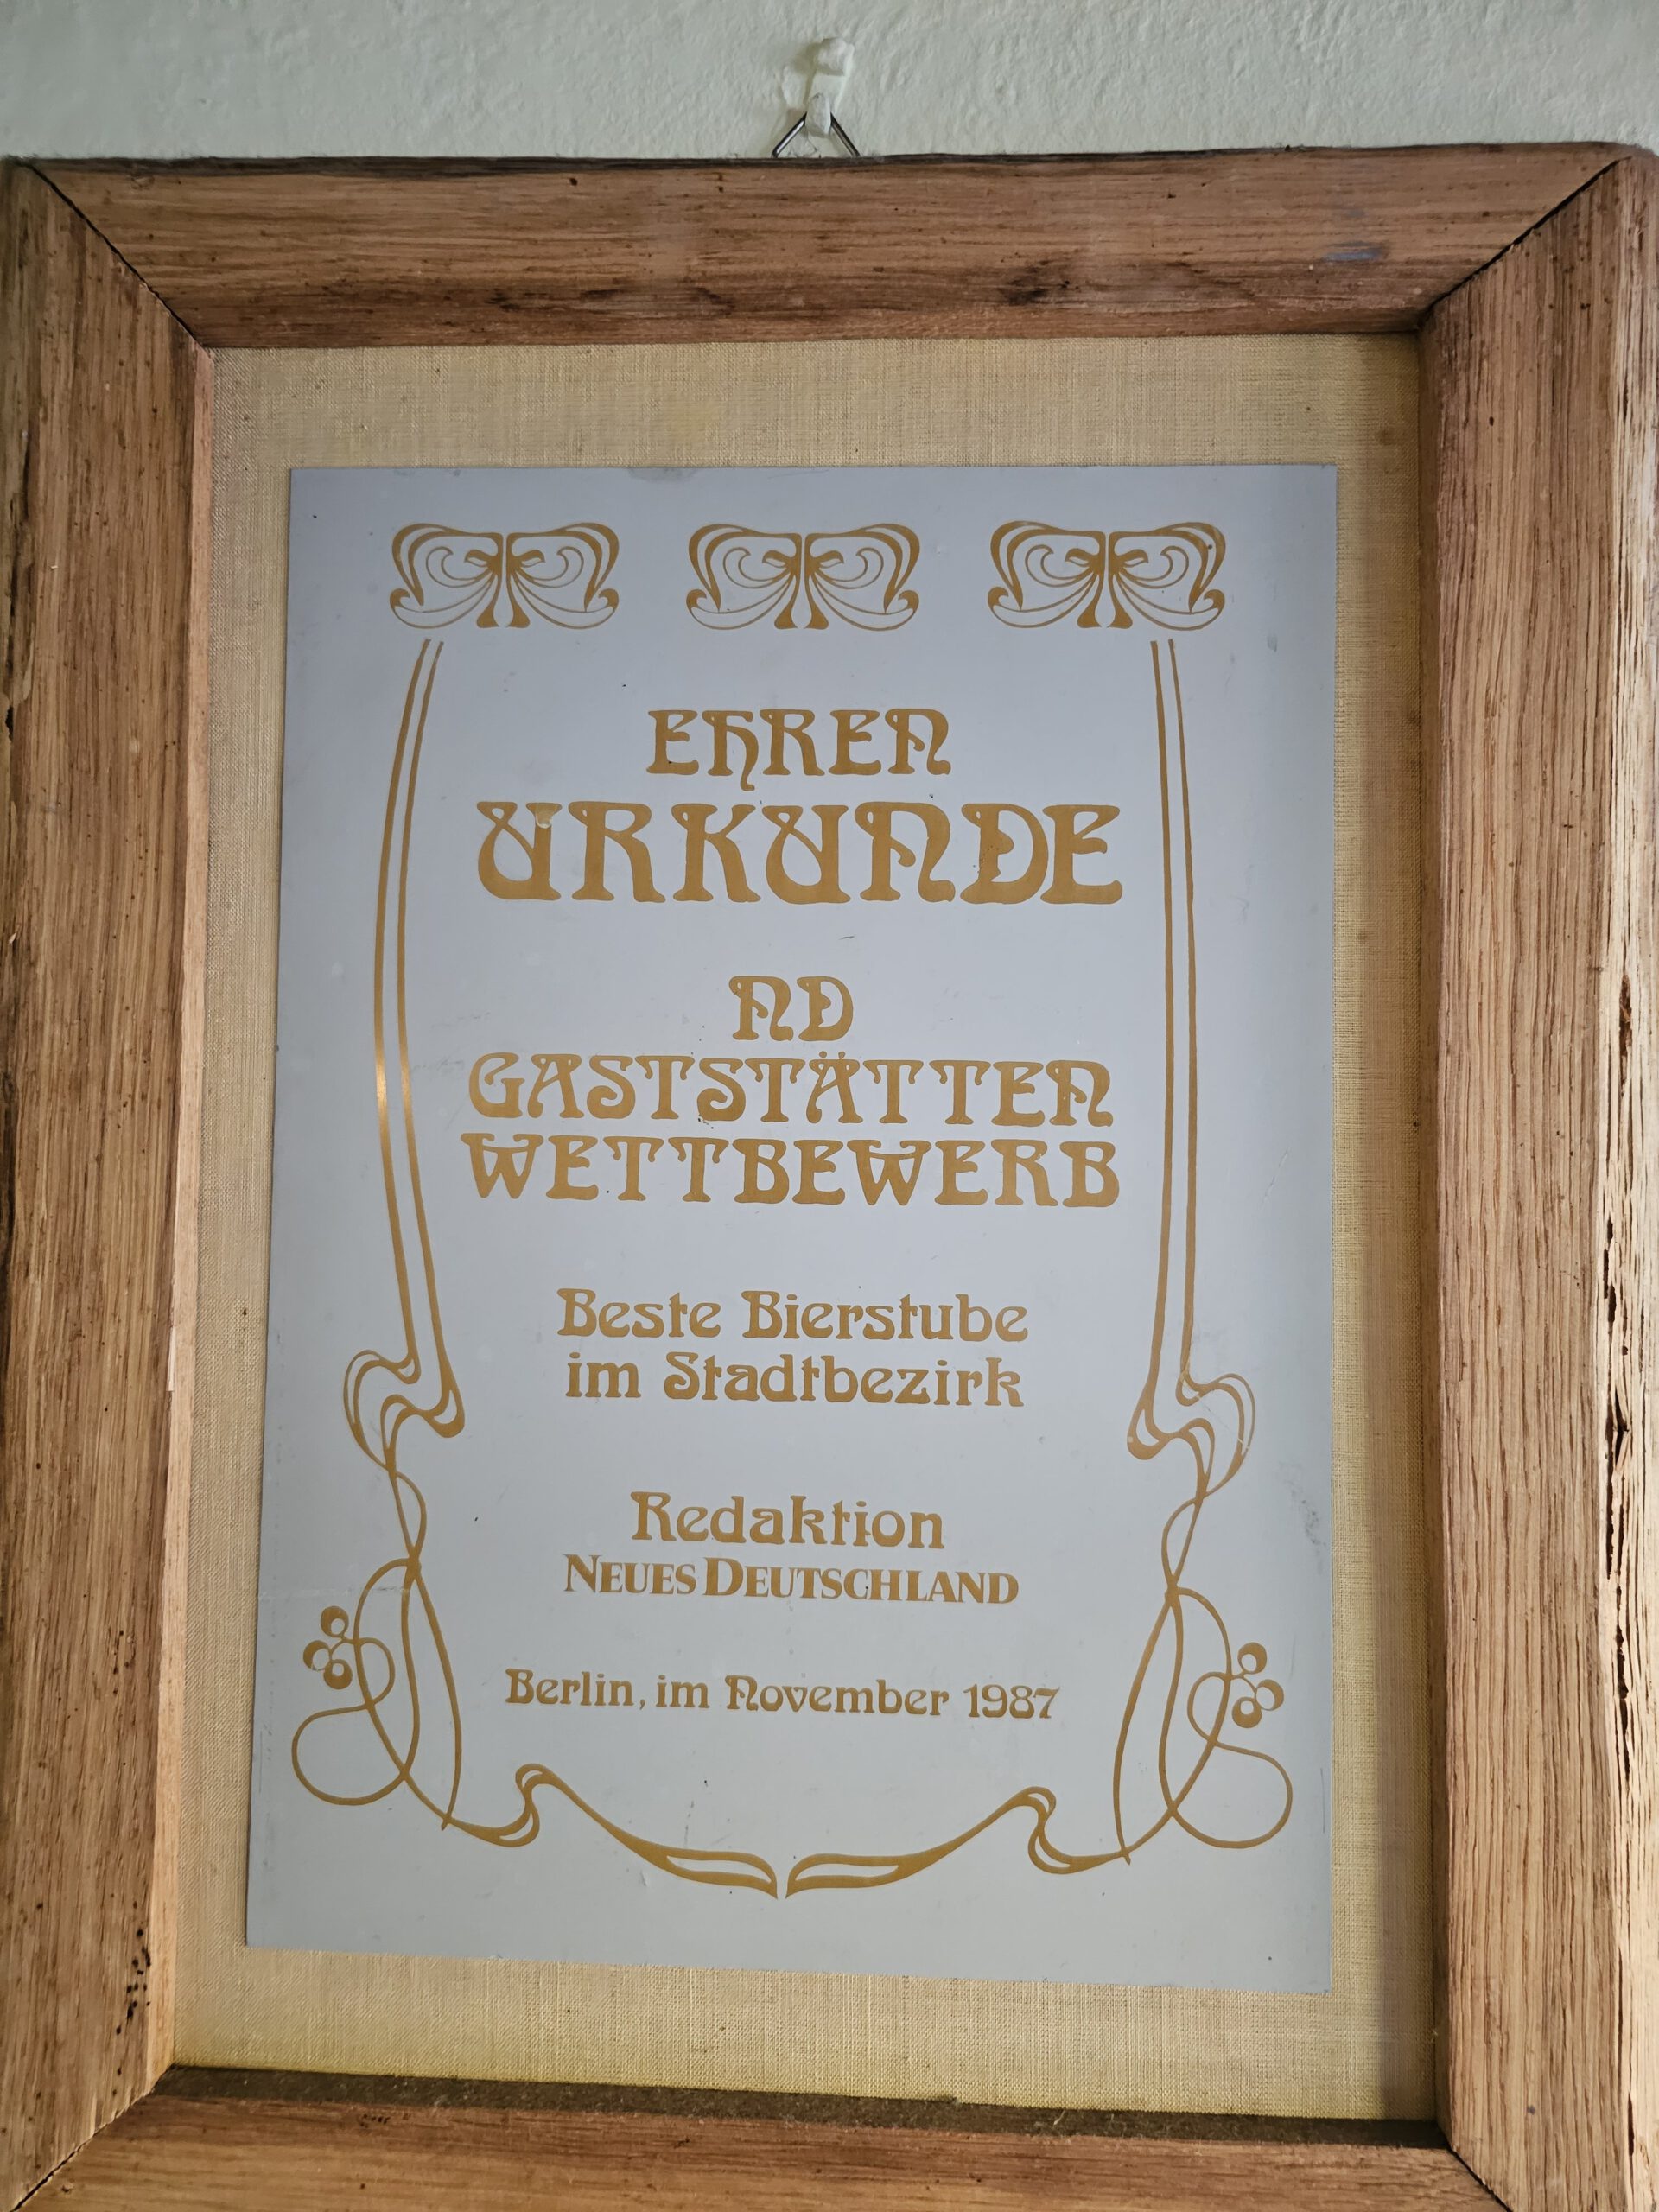 EHREN
URKUNDE
ND
GASTSTÄTTEN
WETTBEWERB
Beste Bierstube
im Stadtbezirk
Redaktion
NEUES DEUTSCHLAND
Berlin, im November 1987